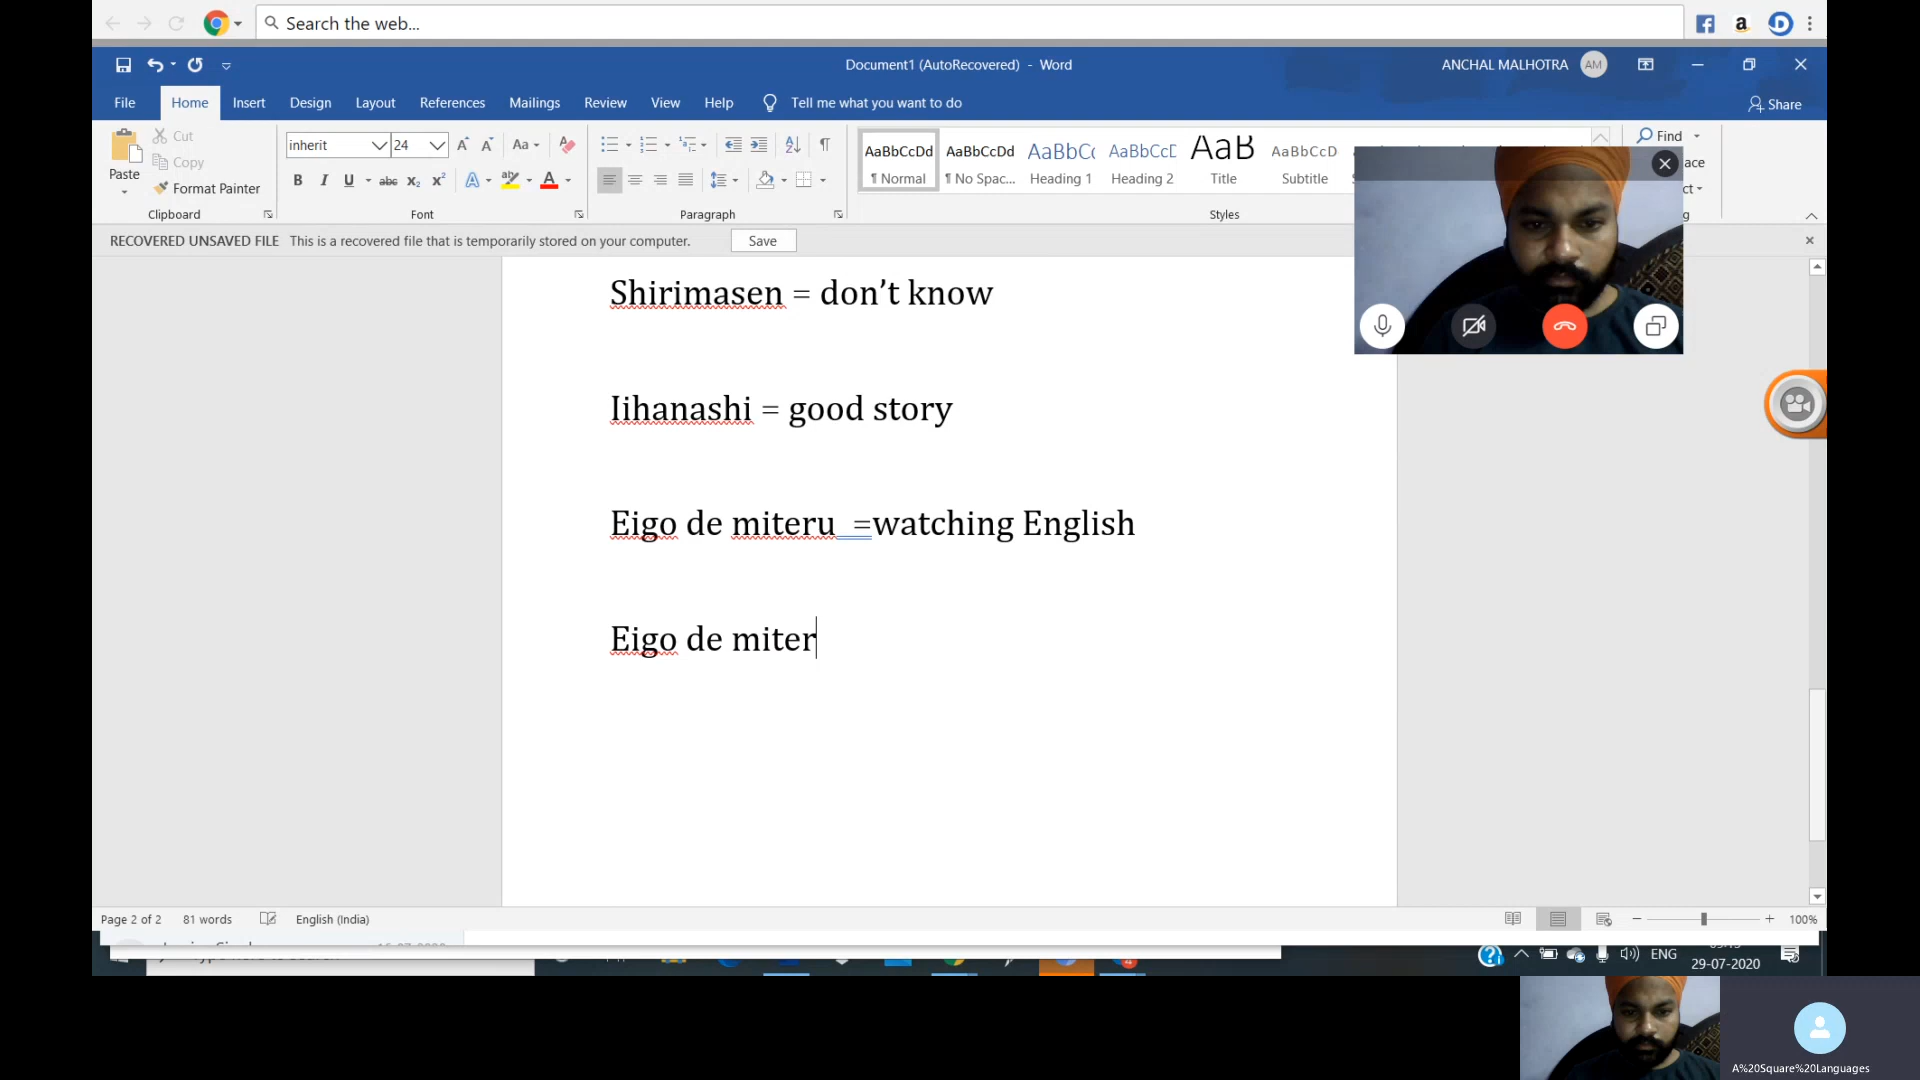 Search the web...
Document1 (AutoRecovered) - Word
ANCHAL MALHOTRA AM
File Home Insert Design Layout References Mailings Review View Help Tell me what you want to do Share
Paste
Cut
Copy
Format Painter
Clipboard
inherit 24
Aa
Font
Paragraph
AaBbCcDd ¶ Normal
AaBbCcDd ¶ No Spac...
AaBbCc Heading 1
AaBbCcD Heading 2
AaB Title
AaBbCcD Subtitle
Styles
Find
RECOVERED UNSAVED FILE This is a recovered file that is temporarily stored on your computer. Save
Shirimasen = don’t know
Iihanashi = good story
Eigo de miteru =watching English
Eigo de miter
Page 2 of 2 81 words English (India) 100%
ENG
29-07-2020
A%20Square%20Languages